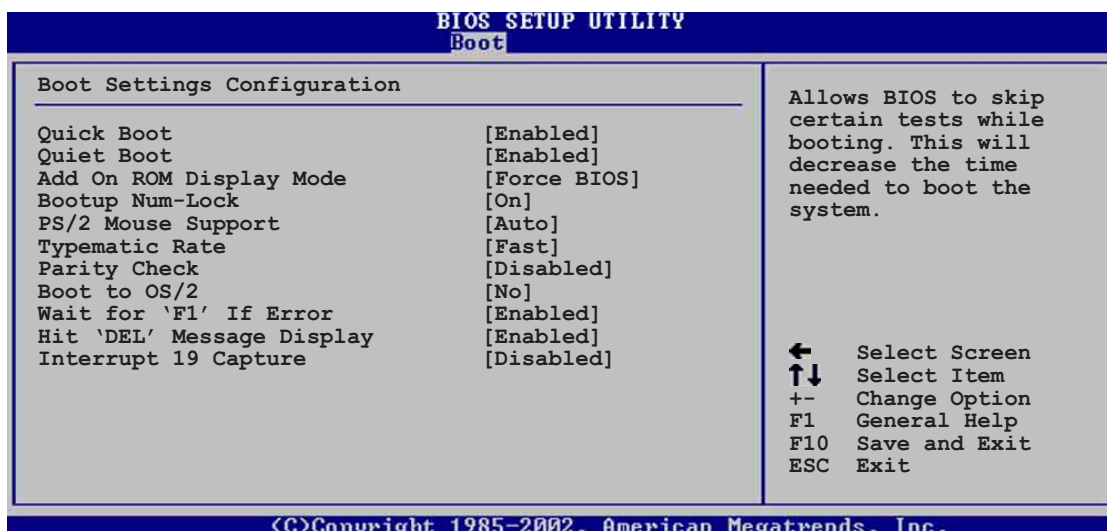 BIOS SETUP UTILITY
Boot
Boot Settings Configuration
Quick Boot [Enabled]
Quiet Boot [Enabled]
Add On ROM Display Mode [Force BIOS]
Bootup Num-Lock [On]
PS/2 Mouse Support [Auto]
Typematic Rate [Fast]
Parity Check [Disabled]
Boot to OS/2 [No]
Wait for ‘F1’ If Error [Enabled]
Hit ‘DEL’ Message Display [Enabled]
Interrupt 19 Capture [Disabled]
Allows BIOS to skip
certain tests while
booting. This will
decrease the time
needed to boot the
system.
← Select Screen
↑↓ Select Item
+- Change Option
F1 General Help
F10 Save and Exit
ESC Exit
(C)Copyright 1985-2002, American Megatrends, Inc.